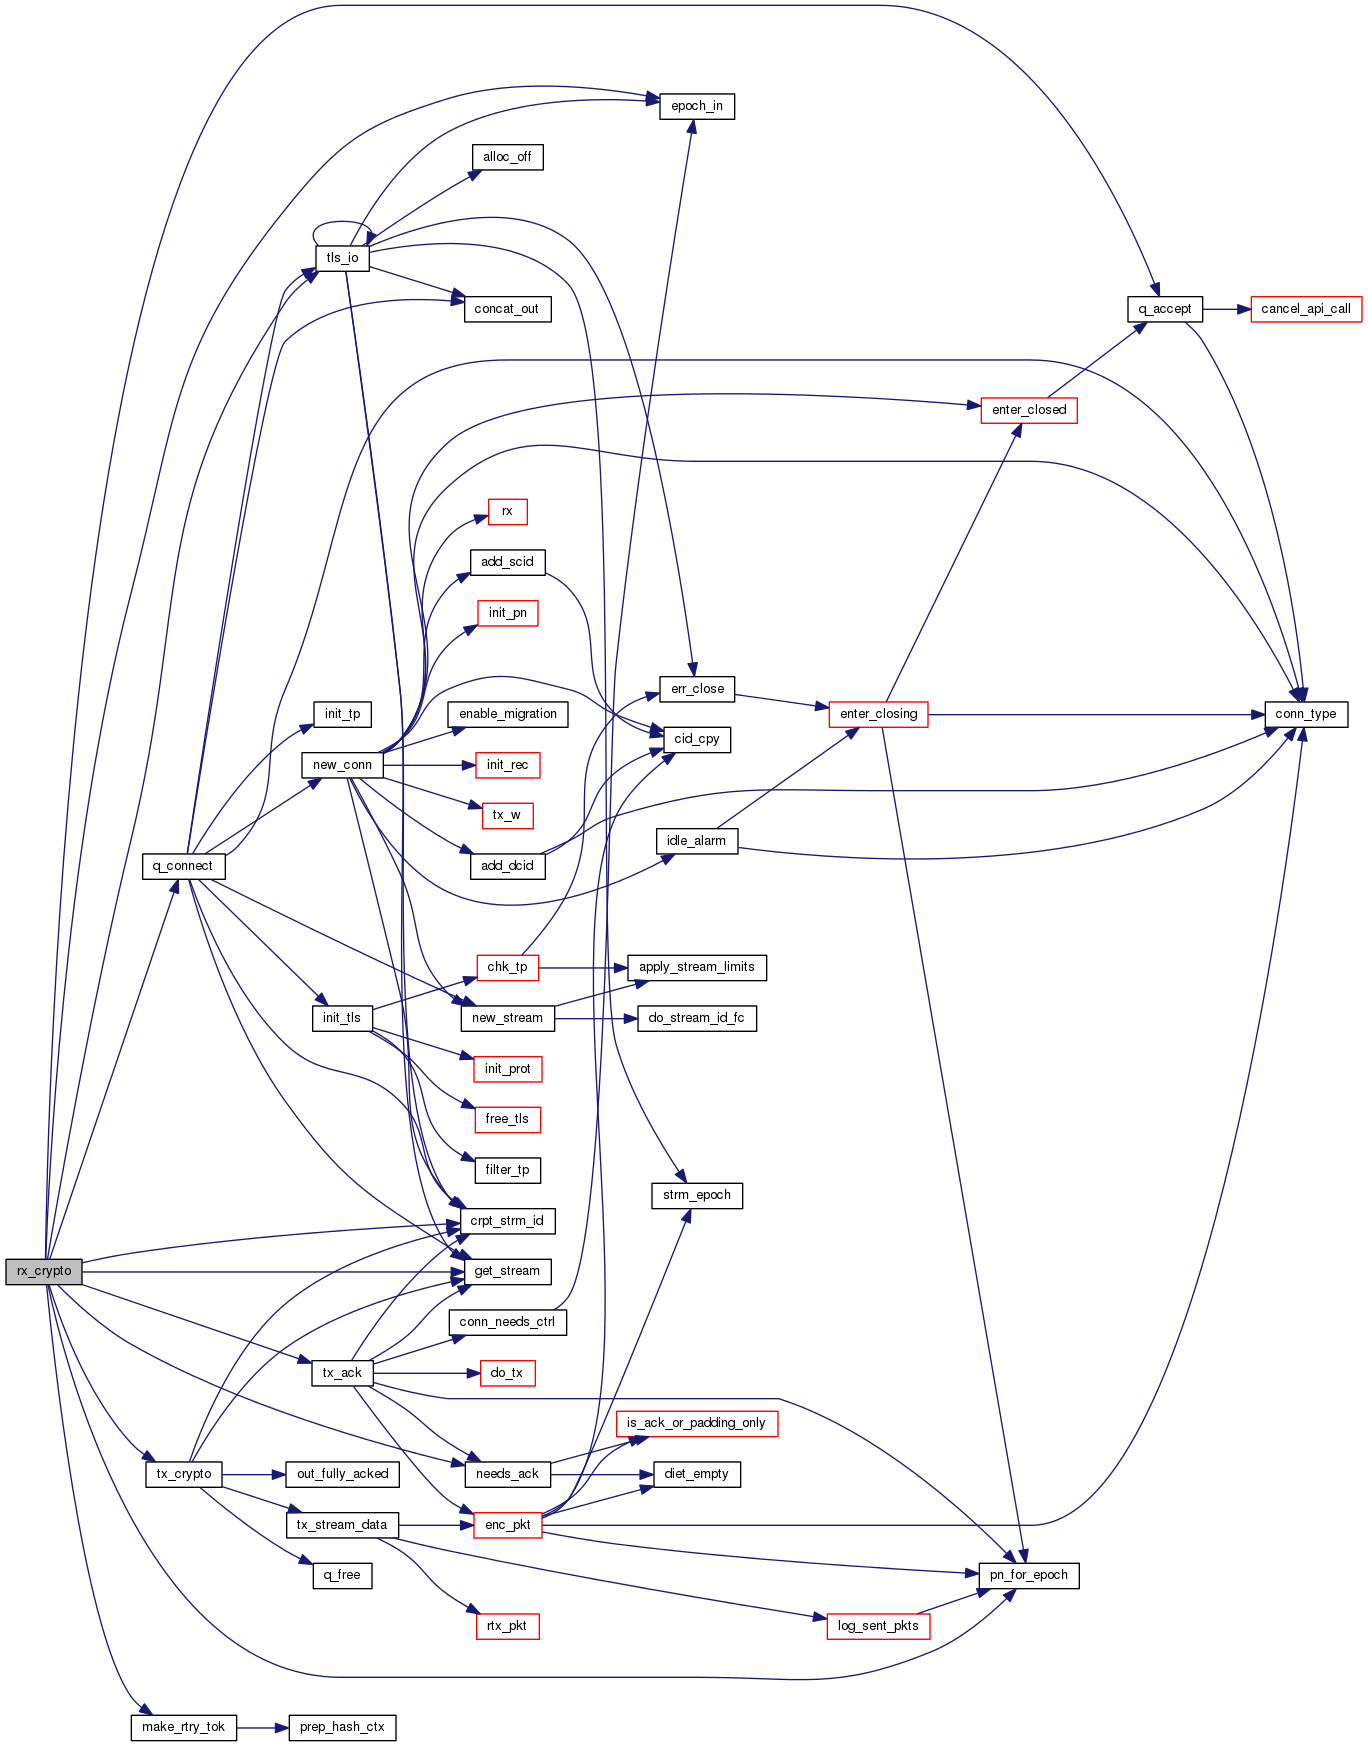 epoch_in
alloc_off
tls_io
concat_out
q_accept
cancel_api_call
enter_closed
rx
add_scid
init_pn
err_close
init_tp
enable_migration
enter_closing
conn_type
cid_cpy
new_conn
init_rec
tx_w
idle_alarm
q_connect
add_dcid
chk_tp
apply_stream_limits
init_tls
new_stream
do_stream_id_fc
init_prot
free_tls
filter_tp
strm_epoch
crpt_strm_id
rx_crypto
get_stream
conn_needs_ctrl
tx_ack
do_tx
is_ack_or_padding_only
tx_crypto
out_fully_acked
needs_ack
diet_empty
tx_stream_data
enc_pkt
q_free
pn_for_epoch
rtx_pkt
log_sent_pkts
make_rtry_tok
prep_hash_ctx